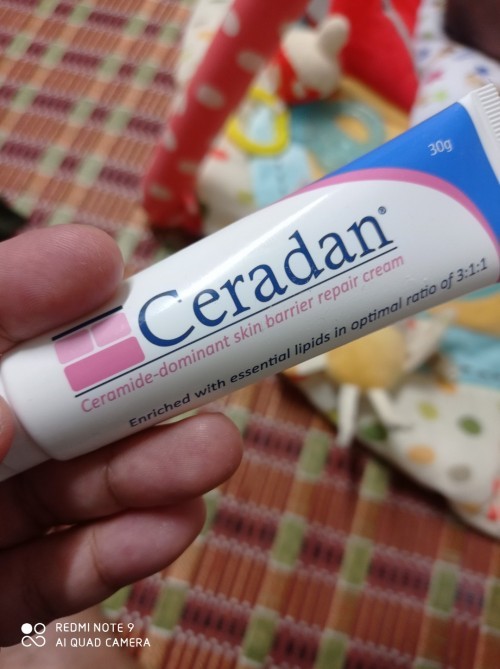 30g
Ceradan®
Ceramide-dominant skin barrier repair cream
Enriched with essential lipids in optimal ratio of 3:1:1
REDMI NOTE 9
AI QUAD CAMERA